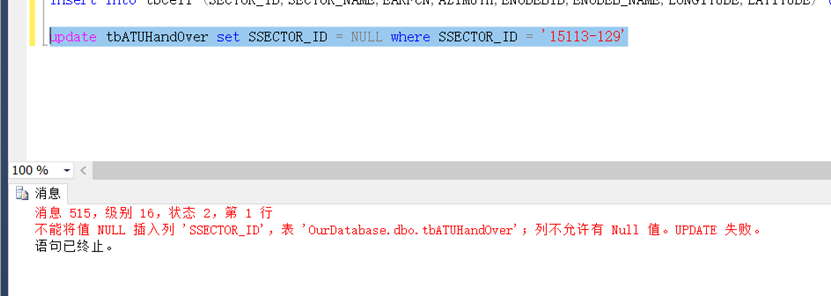 insert into tbcell (SECTOR_ID,SECTOR_NAME,EARFCN,AZIMUTH,ENODEBID,ENODEB_NAME,LONGITUDE,LATITUDE)
update tbATUHandOver set SSECTOR_ID = NULL where SSECTOR_ID = '15113-129'
100 %
消息
消息 515，级别 16，状态 2，第 1 行
不能将值 NULL 插入列 'SSECTOR_ID'，表 'OurDatabase.dbo.tbATUHandOver'；列不允许有 Null 值。UPDATE 失败。
语句已终止。